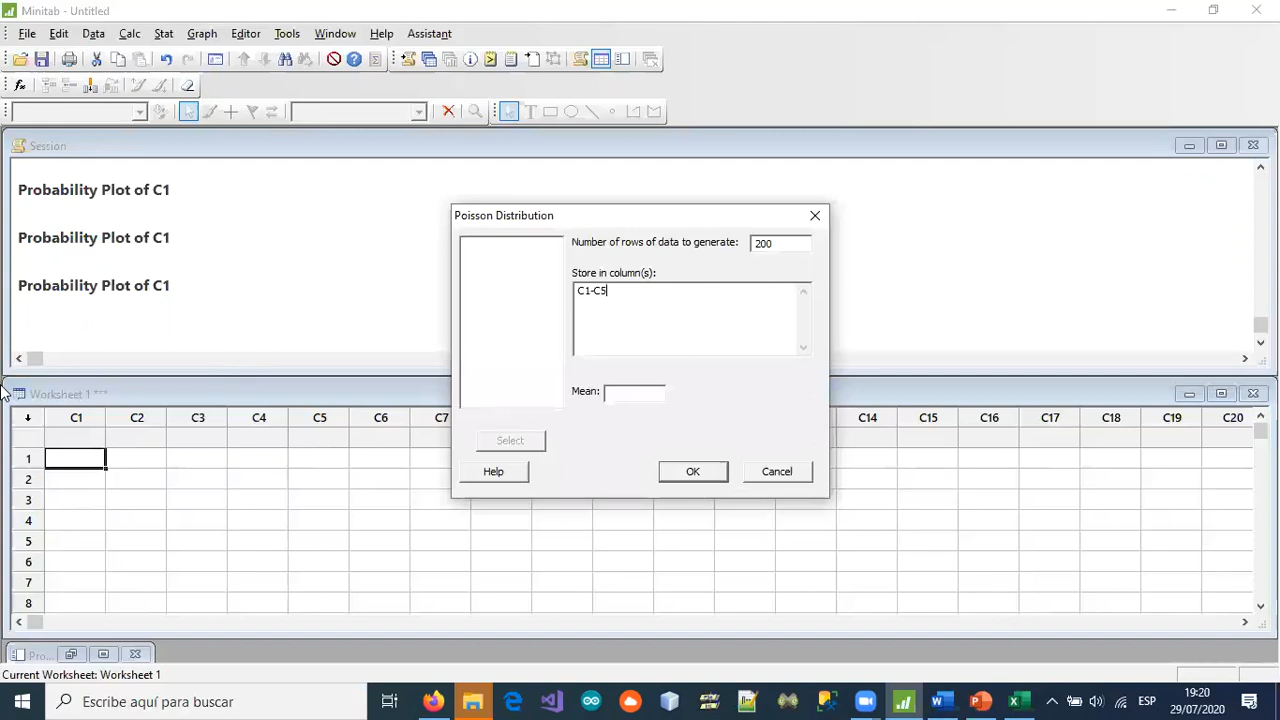 Minitab - Untitled
File Edit Data Calc Stat Graph Editor Tools Window Help Assistant
Session
Probability Plot of C1
Probability Plot of C1
Probability Plot of C1
Poisson Distribution
Number of rows of data to generate: 200
Store in column(s):
C1-C5
Mean:
Select
Help OK Cancel
Worksheet 1 ***
C1 C2 C3 C4 C5 C6 C7 C14 C15 C16 C17 C18 C19 C20
1
2
3
4
5
6
7
8
Pro...
Current Worksheet: Worksheet 1
Escribe aquí para buscar
ESP
19:20
29/07/2020